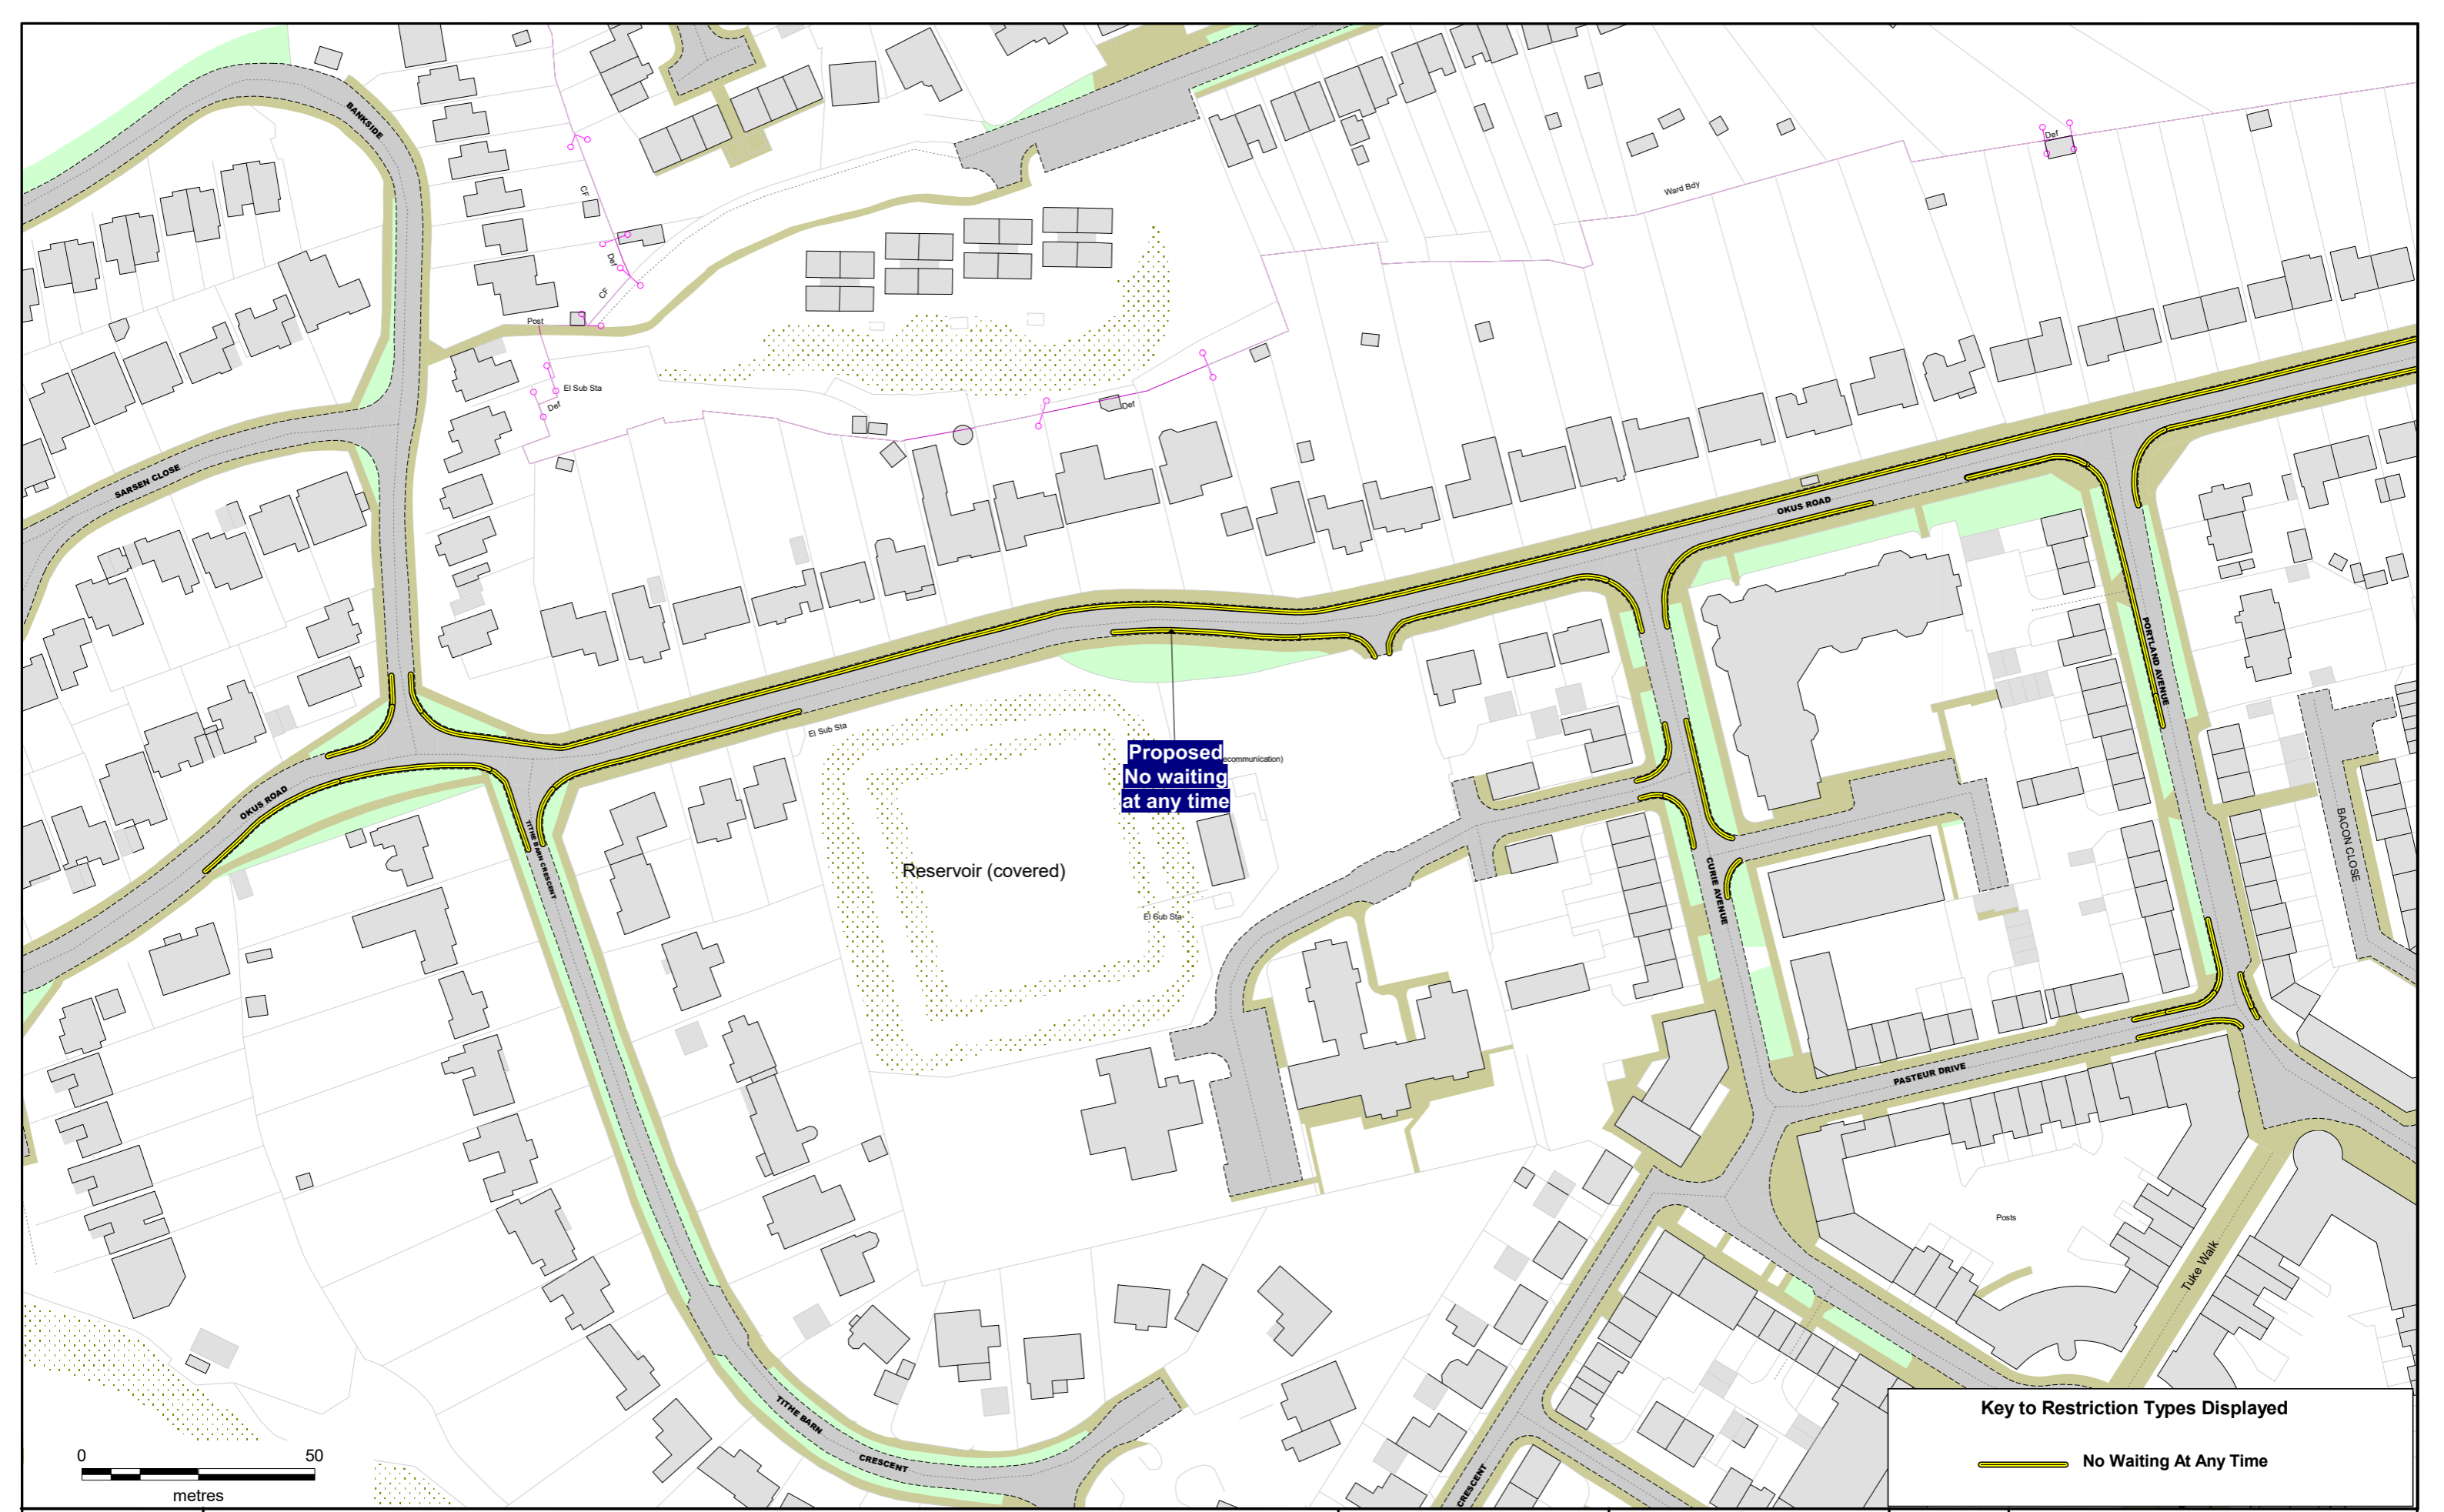 BANKSIDE
CF
Def
Ward Bdy
Def
CF
Post
El Sub Sta
Def
Def
SARSEN CLOSE
OKUS ROAD
PORTLAND AVENUE
El Sub Sta
Proposed
No waiting
at any time
ecommunication)
OKUS ROAD
TITHE BARN CRESCENT
BACON CLOSE
Reservoir (covered)
CURIE AVENUE
El Sub Sta
PASTEUR DRIVE
Posts
Tuke Walk
TITHE BARN
CRESCENT
CRESCENT
0 50
metres
Key to Restriction Types Displayed
No Waiting At Any Time